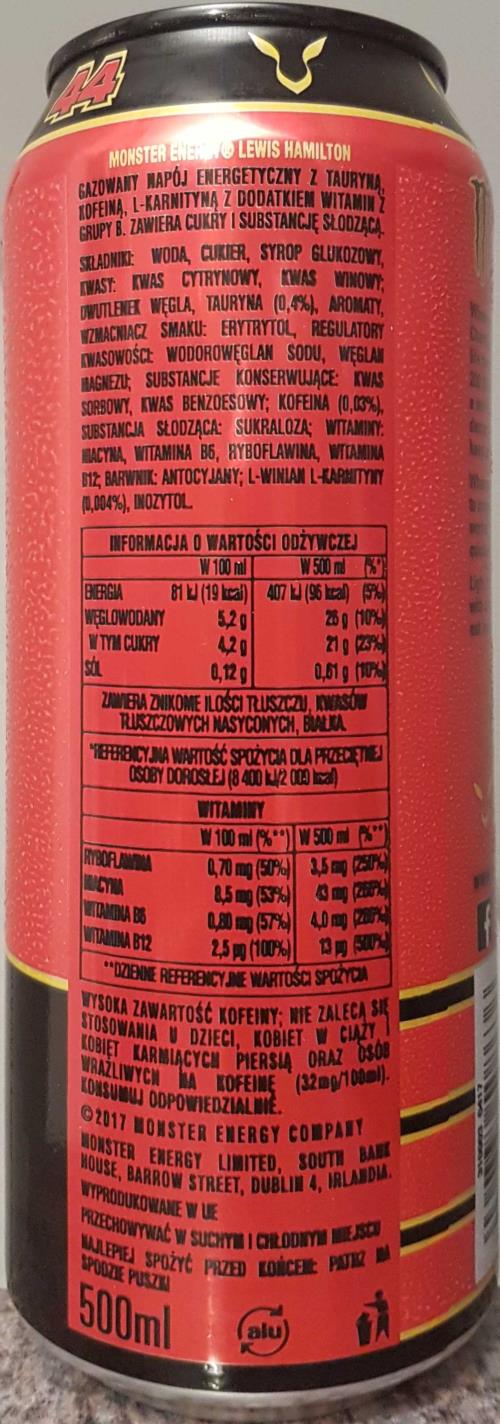 44
MONSTER ENERGY® LEWIS HAMILTON
GAZOWANY NAPÓJ ENERGETYCZNY Z TAURYNĄ,
KOFEINĄ, L-KARNITYNĄ Z DODATKIEM WITAMIN Z
GRUPY B. ZAWIERA CUKRY I SUBSTANCJĘ SŁODZĄCĄ.
SKŁADNIKI: WODA, CUKIER, SYROP GLUKOZOWY,
KWASY: KWAS CYTRYNOWY, KWAS WINOWY;
DWUTLENEK WĘGLA, TAURYNA (0,4%), AROMATY,
WZMACNIACZ SMAKU: ERYTRYTOL, REGULATORY
KWASOWOŚCI: WODOROWĘGLAN SODU, WĘGLAN
MAGNEZU; SUBSTANCJE KONSERWUJĄCE: KWAS
SORBOWY, KWAS BENZOESOWY; KOFEINA (0,03%),
SUBSTANCJA SŁODZĄCA: SUKRALOZA; WITAMINY:
NIACYNA, WITAMINA B6, RYBOFLAWINA, WITAMINA
B12; BARWNIK: ANTOCYJANY; L-WINIAN L-KARNITYNY
(0,004%), INOZYTOL.
INFORMACJA O WARTOŚCI ODŻYWCZEJ
W 100 ml W 500 ml (%*)
ENERGIA 81 kJ (19 kcal) 407 kJ (96 kcal) (5%)
WĘGLOWODANY 5,2 g 26 g (10%)
W TYM CUKRY 4,2 g 21 g (23%)
SÓL 0,12 g 0,61 g (10%)
ZAWIERA ZNIKOME ILOŚCI TŁUSZCZU, KWASÓW
TŁUSZCZOWYCH NASYCONYCH, BIAŁKA.
*REFERENCYJNA WARTOŚĆ SPOŻYCIA DLA PRZECIĘTNEJ
OSOBY DOROSŁEJ (8 400 kJ/2 000 kcal)
WITAMINY
W 100 ml (%**) W 500 ml (%**)
RYBOFLAWINA 0,70 mg (50%) 3,5 mg (250%)
NIACYNA 8,5 mg (53%) 43 mg (260%)
WITAMINA B6 0,80 mg (57%) 4,0 mg (280%)
WITAMINA B12 2,5 µg (100%) 13 µg (500%)
**DZIENNE REFERENCYJNE WARTOŚCI SPOŻYCIA
WYSOKA ZAWARTOŚĆ KOFEINY; NIE ZALECA SIĘ
STOSOWANIA U DZIECI, KOBIET W CIĄŻY I
KOBIET KARMIĄCYCH PIERSIĄ ORAZ OSÓB
WRAŻLIWYCH NA KOFEINĘ (32mg/100ml).
KONSUMUJ ODPOWIEDZIALNIE.
©2017 MONSTER ENERGY COMPANY
MONSTER ENERGY LIMITED, SOUTH BANK
HOUSE, BARROW STREET, DUBLIN 4, IRLANDIA.
WYPRODUKOWANE W UE
PRZECHOWYWAĆ W SUCHYM I CHŁODNYM MIEJSCU
NAJLEPIEJ SPOŻYĆ PRZED KOŃCEM: PATRZ NA
SPODZIE PUSZKI
500ml
alu